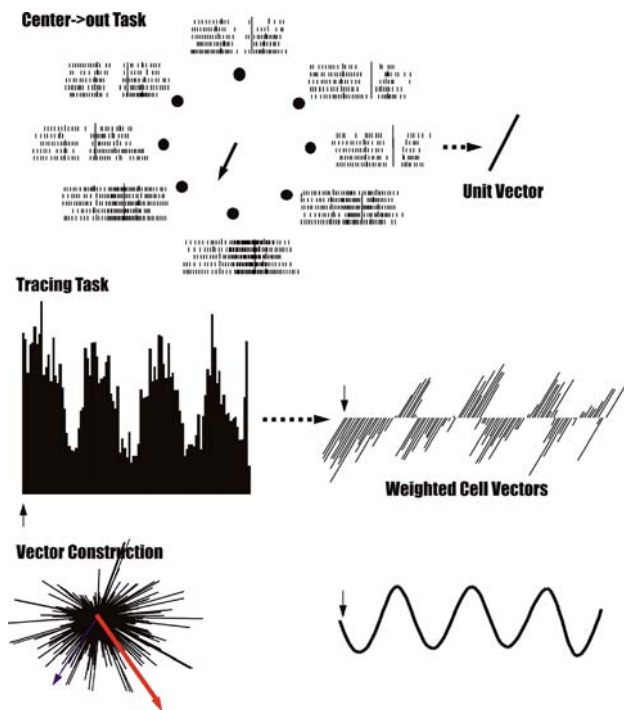 Center->out Task
Unit Vector
Tracing Task
Weighted Cell Vectors
Vector Construction